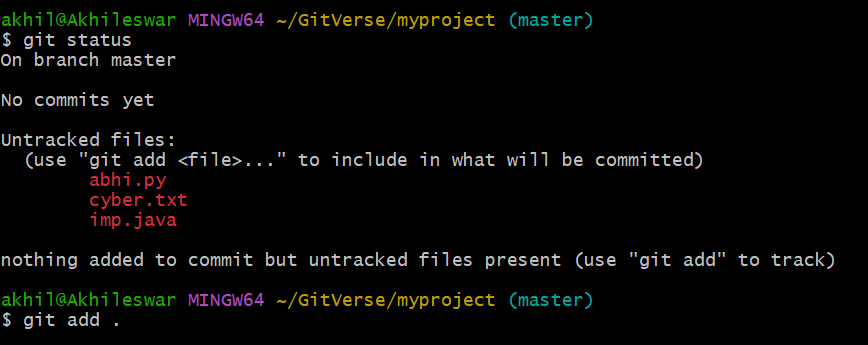 akhil@Akhileswar MINGW64 ~/GitVerse/myproject (master)
$ git status
On branch master

No commits yet

Untracked files:
  (use "git add <file>..." to include in what will be committed)
        abhi.py
        cyber.txt
        imp.java

nothing added to commit but untracked files present (use "git add" to track)

akhil@Akhileswar MINGW64 ~/GitVerse/myproject (master)
$ git add .